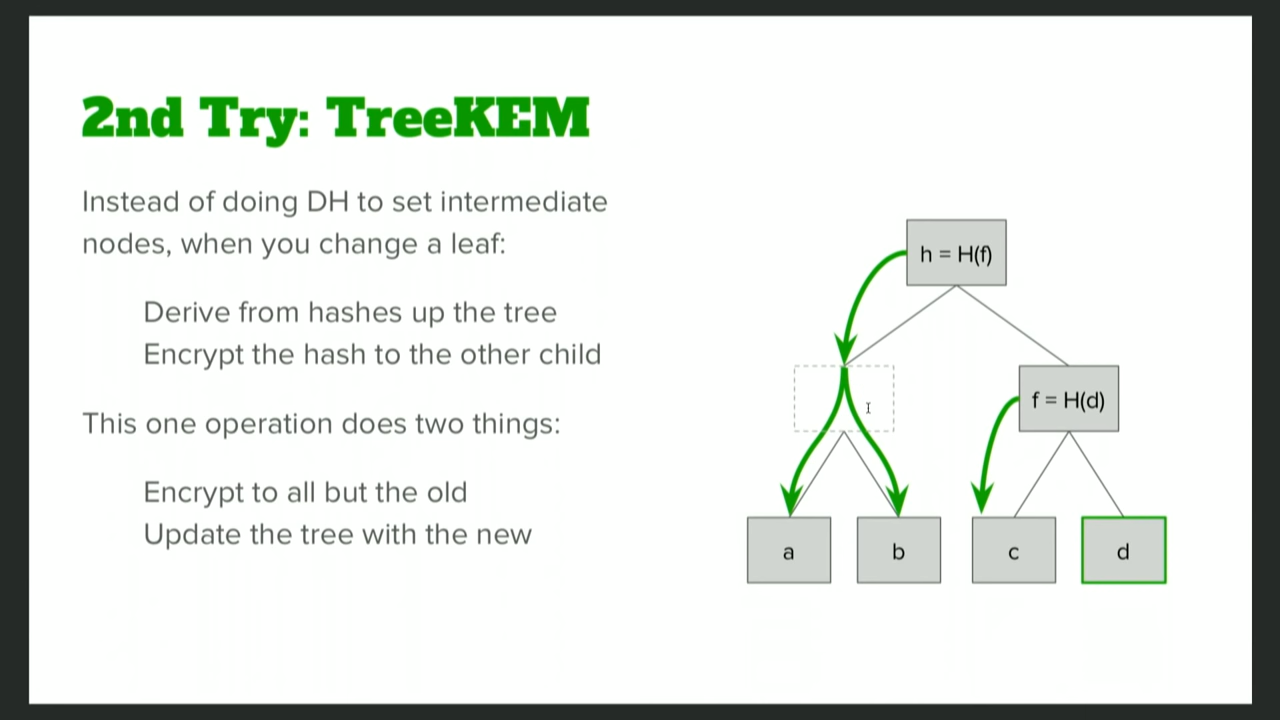 2nd Try: TreeKEM
Instead of doing DH to set intermediate
nodes, when you change a leaf:
Derive from hashes up the tree
Encrypt the hash to the other child
This one operation does two things:
Encrypt to all but the old
Update the tree with the new
h = H(f)
f = H(d)
a
b
c
d